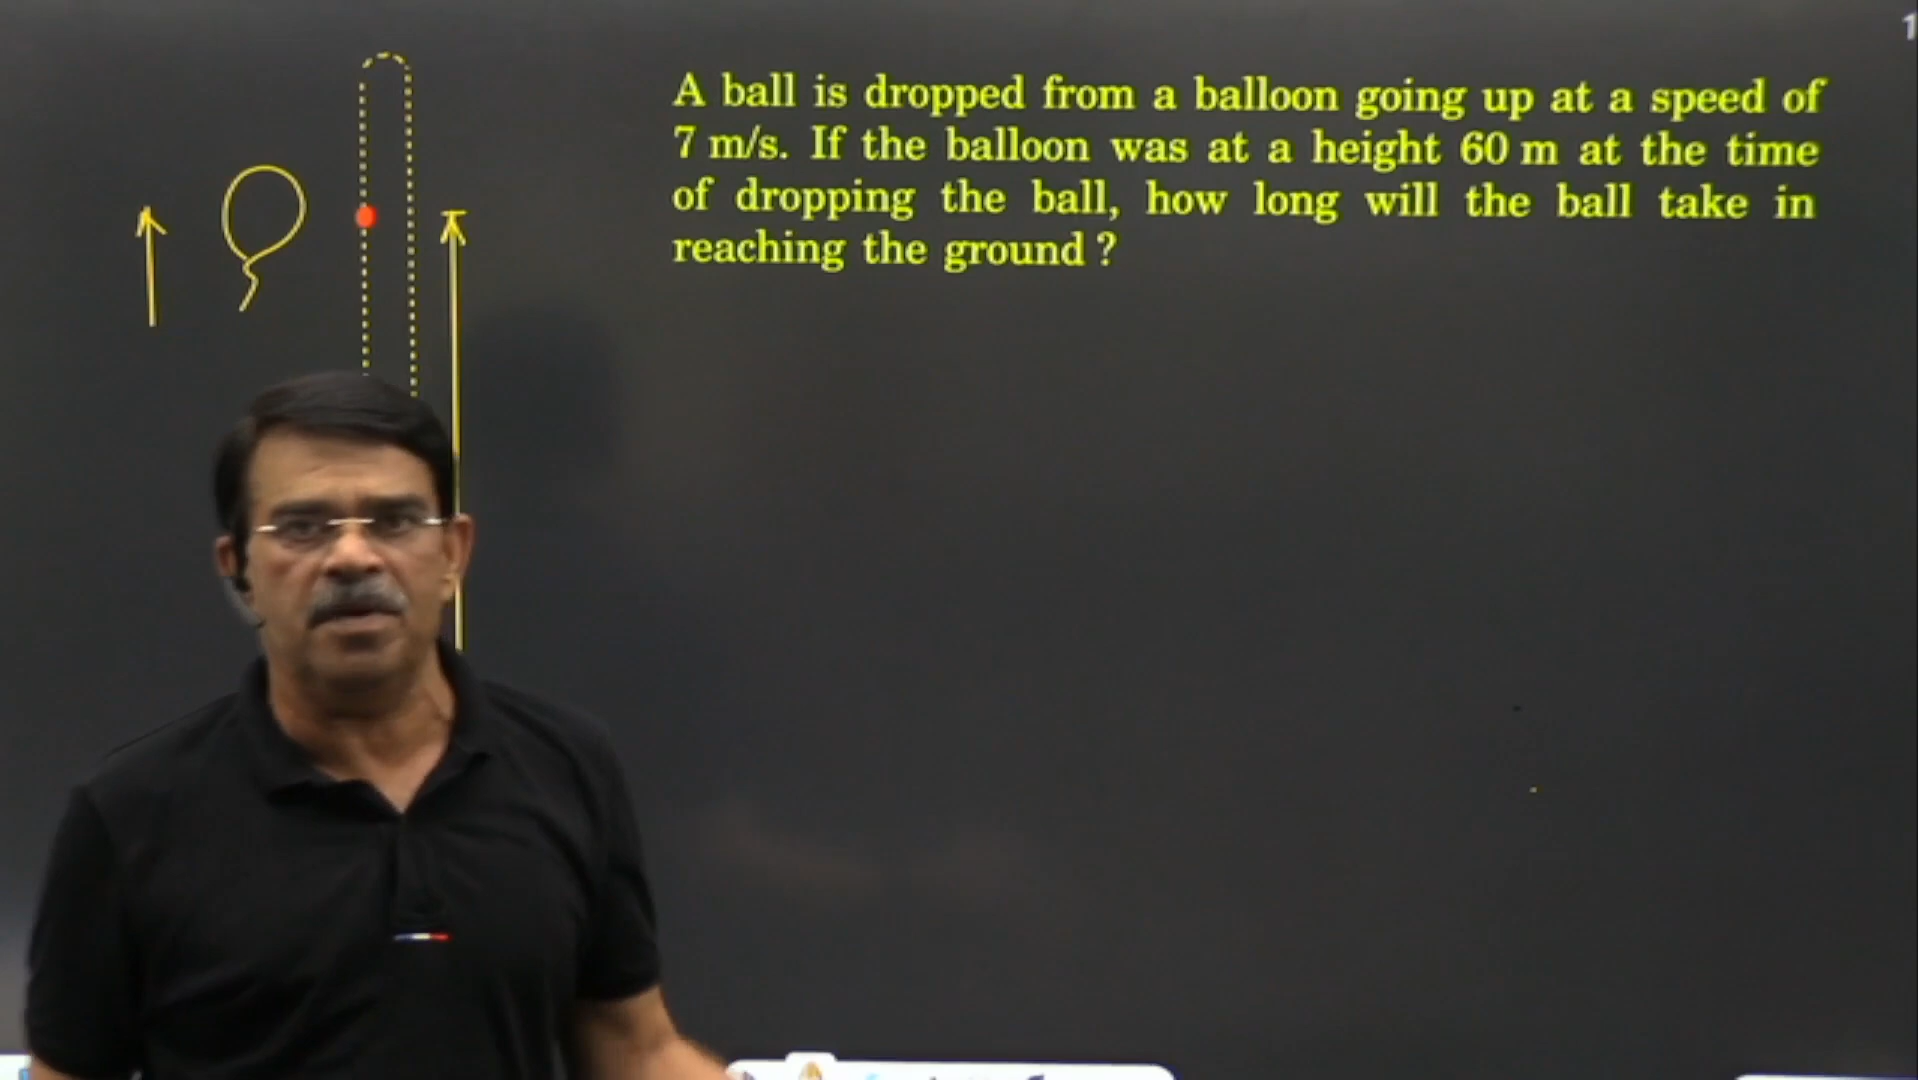 1
A ball is dropped from a balloon going up at a speed of
7 m/s. If the balloon was at a height 60 m at the time
of dropping the ball, how long will the ball take in
reaching the ground ?